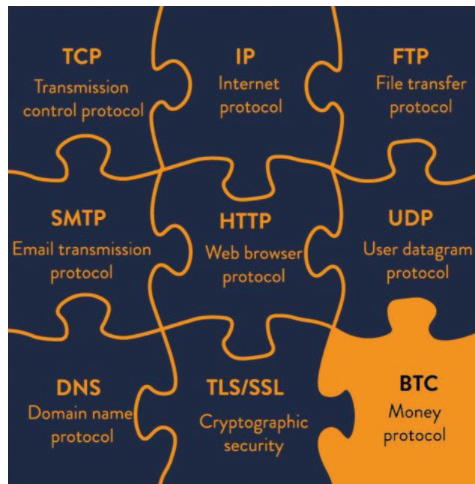 TCP
Transmission
control protocol
IP
Internet
protocol
FTP
File transfer
protocol
SMTP
Email transmission
protocol
HTTP
Web browser
protocol
UDP
User datagram
protocol
DNS
Domain name
protocol
TLS/SSL
Cryptographic
security
BTC
Money
protocol